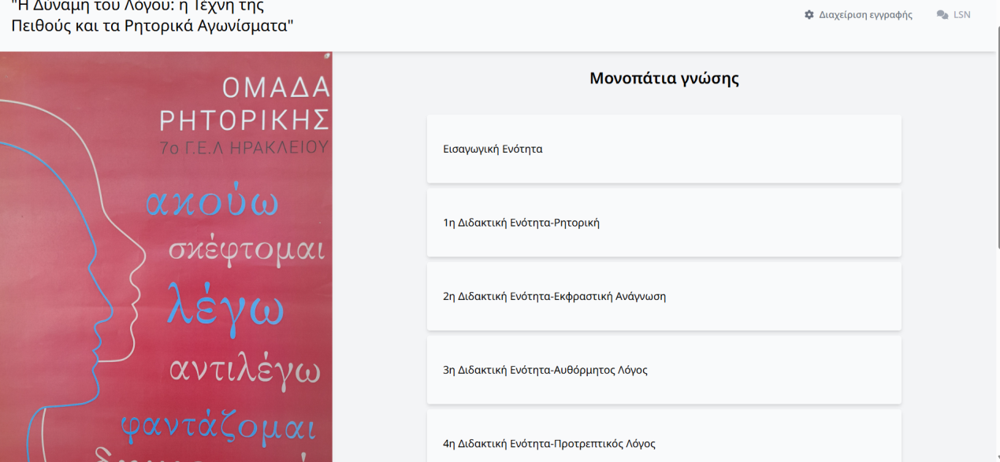 "Η Δύναμη του Λόγου: η Τέχνη της
Πειθούς και τα Ρητορικά Αγωνίσματα"
Διαχείριση εγγραφής
LSN
ΟΜΑΔΑ
ΡΗΤΟΡΙΚΗΣ
7ο Γ.Ε.Λ ΗΡΑΚΛΕΙΟΥ
ακούω
σκέφτομαι
λέγω
αντιλέγω
φαντάζομαι
Μονοπάτια γνώσης
Εισαγωγική Ενότητα
1η Διδακτική Ενότητα-Ρητορική
2η Διδακτική Ενότητα-Εκφραστική Ανάγνωση
3η Διδακτική Ενότητα-Αυθόρμητος Λόγος
4η Διδακτική Ενότητα-Προτρεπτικός Λόγος